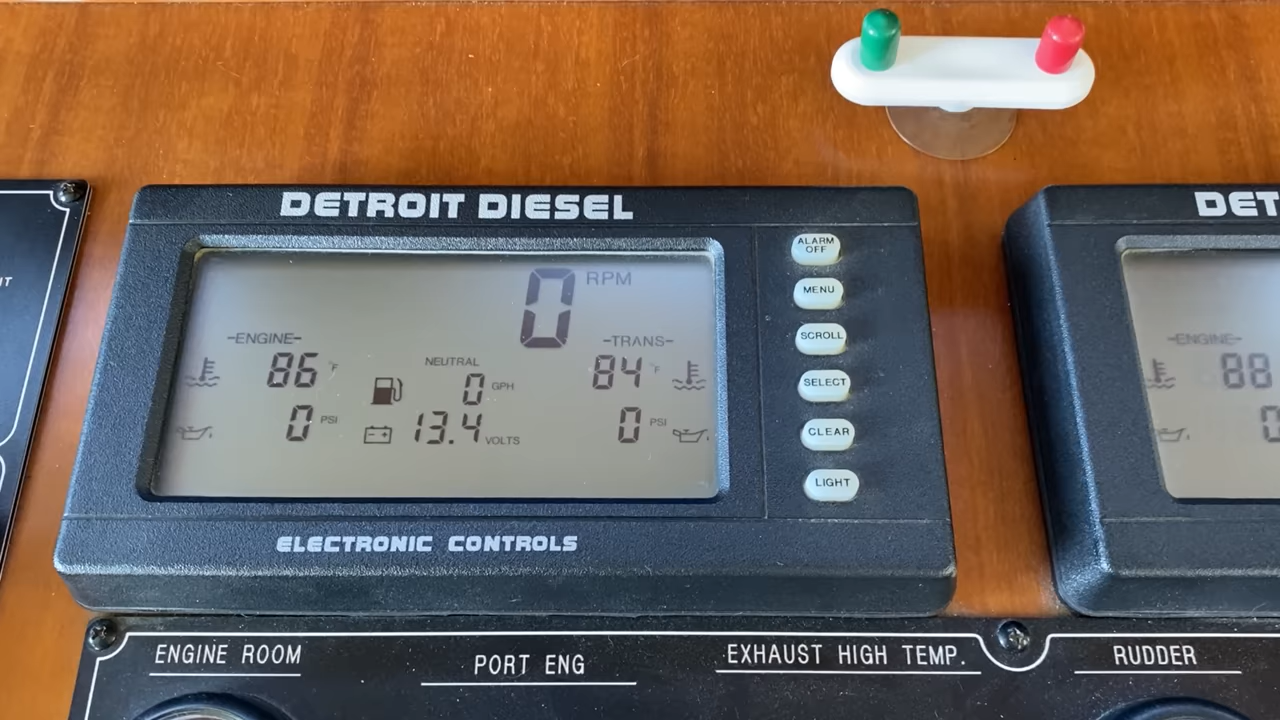 DETROIT DIESEL
0 RPM
-ENGINE-
86 °F
0 PSI
NEUTRAL
0 GPH
13.4 VOLTS
-TRANS-
84 °F
0 PSI
ALARM
OFF
MENU
SCROLL
SELECT
CLEAR
LIGHT
ELECTRONIC CONTROLS
DET
-ENGINE-
88
0
ENGINE ROOM
PORT ENG
EXHAUST HIGH TEMP.
RUDDER